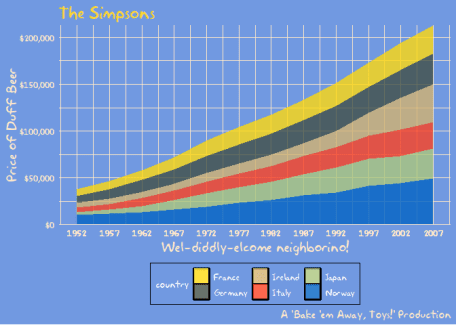 The Simpsons
Price of Duff Beer
$200,000
$150,000
$100,000
$50,000
$0
1952 1957 1962 1967 1972 1977 1982 1987 1992 1997 2002 2007
Wel-diddly-elcome neighborino!
country
France Ireland Japan
Germany Italy Norway
A 'Bake 'em Away, Toys!' Production